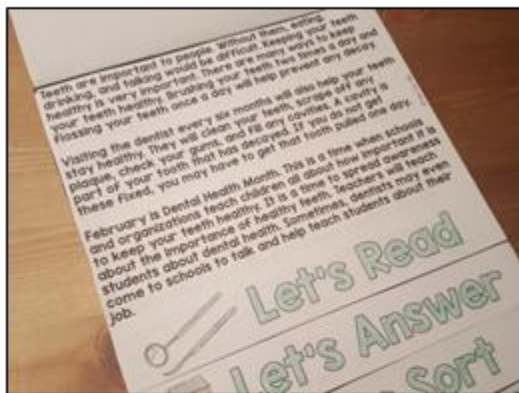 Teeth are important to people. Without them, eating,
drinking, and talking would be difficult. Keeping your teeth
healthy is very important. There are many ways to keep
your teeth healthy. Brushing your teeth two times a day and
flossing your teeth once a day will help prevent any decay.
Visiting the dentist every six months will also help your teeth
stay healthy. They will clean your teeth, scrape off any
plaque, check your gums, and fill any cavities. A cavity is
part of your tooth that has decayed. If you do not get
these fixed, you may have to get that tooth pulled one day.
February is Dental Health Month. This is a time when schools
and organizations teach children all about how important it is
to keep your teeth healthy. It is a time to spread awareness
about the importance of healthy teeth. Teachers will teach
students about dental health. Sometimes, dentists may even
come to schools to talk and help teach students about their
job.
Let's Read
Let's Answer
Sort